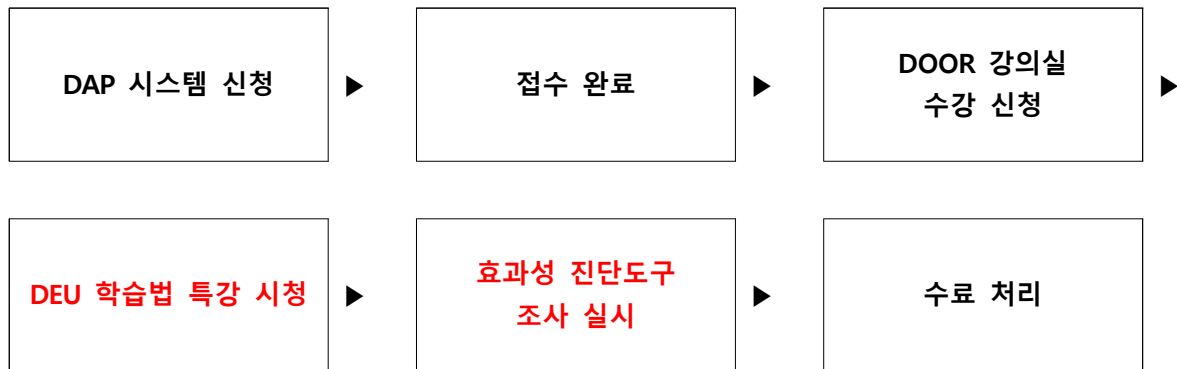 DAP 시스템 신청 ▶ 접수 완료 ▶ DOOR 강의실
수강 신청 ▶
DEU 학습법 특강 시청 ▶ 효과성 진단도구
조사 실시 ▶ 수료 처리